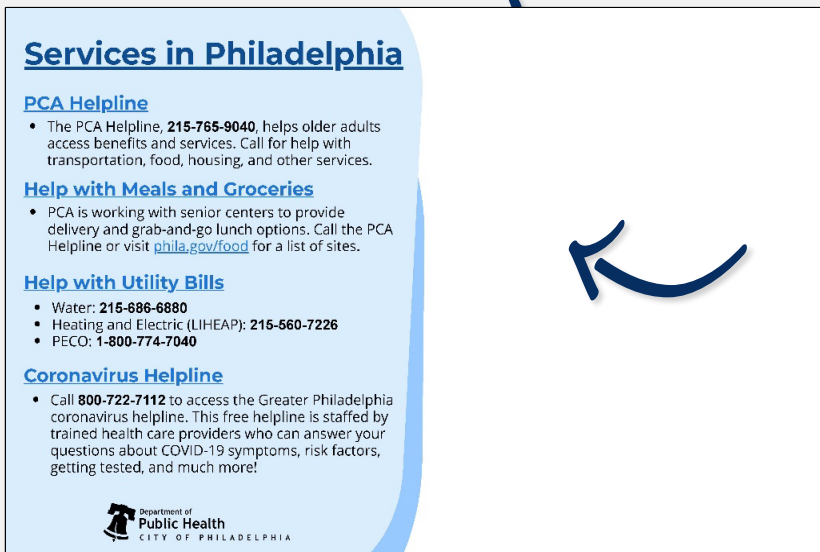 Services in Philadelphia
PCA Helpline
• The PCA Helpline, 215-765-9040, helps older adults
access benefits and services. Call for help with
transportation, food, housing, and other services.
Help with Meals and Groceries
• PCA is working with senior centers to provide
delivery and grab-and-go lunch options. Call the PCA
Helpline or visit phila.gov/food for a list of sites.
Help with Utility Bills
• Water: 215-686-6880
• Heating and Electric (LIHEAP): 215-560-7226
• PECO: 1-800-774-7040
Coronavirus Helpline
• Call 800-722-7112 to access the Greater Philadelphia
coronavirus helpline. This free helpline is staffed by
trained health care providers who can answer your
questions about COVID-19 symptoms, risk factors,
getting tested, and much more!
Department of
Public Health
CITY OF PHILADELPHIA